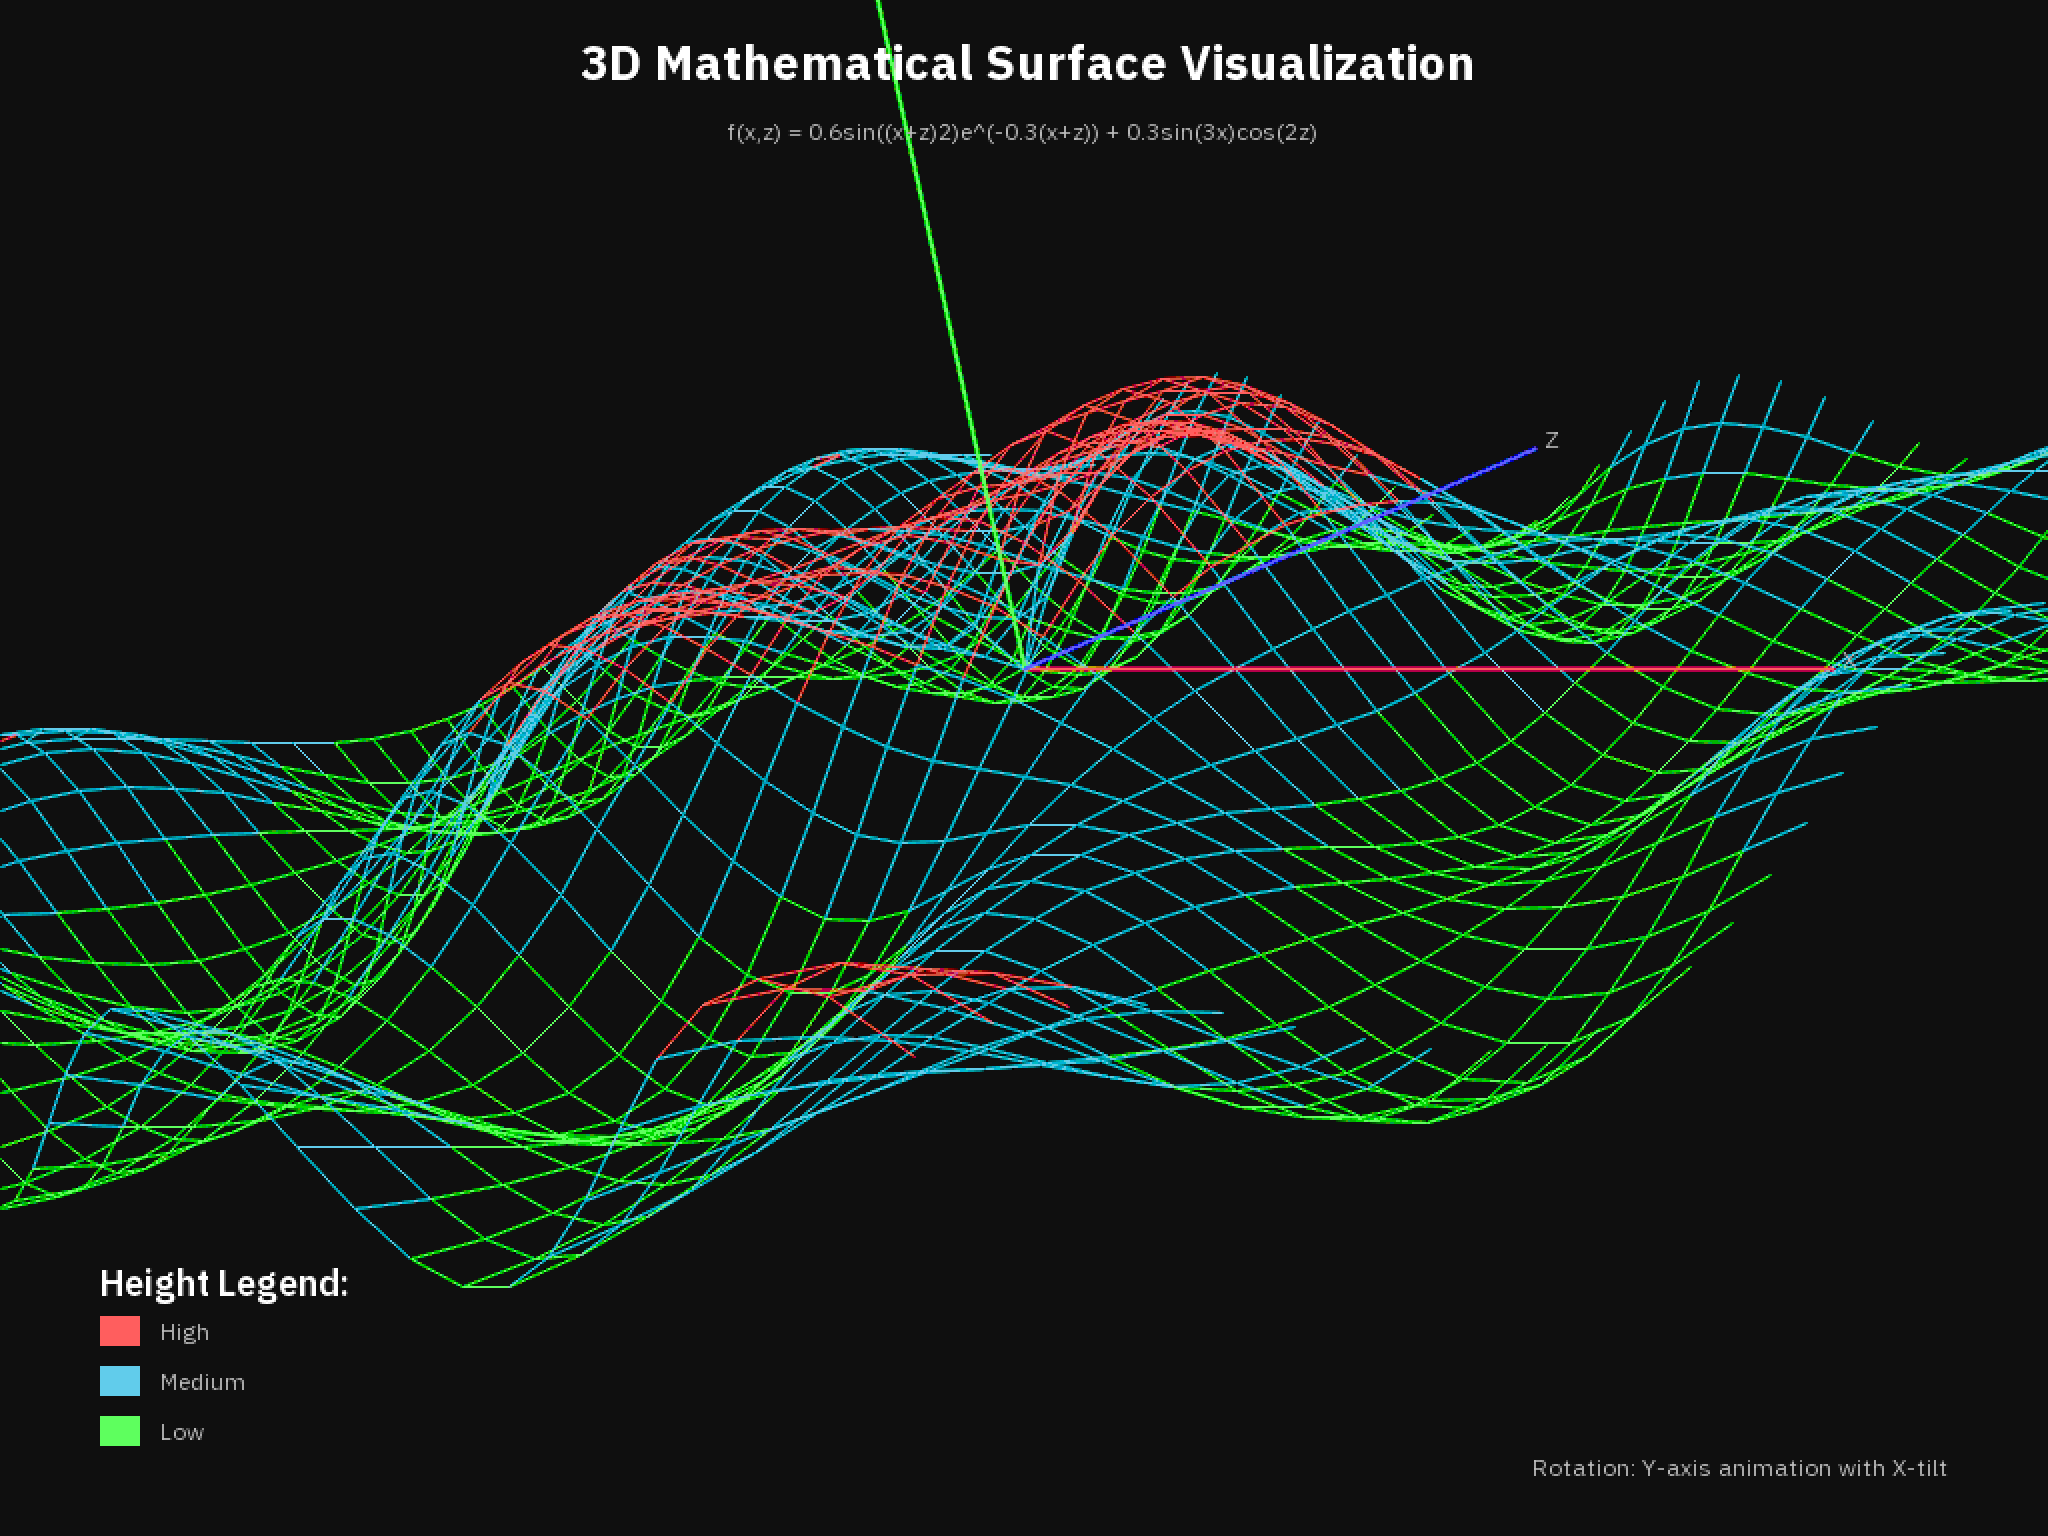 3D Mathematical Surface Visualization
f(x,z) = 0.6sin((x+z)2)e^(-0.3(x+z)) + 0.3sin(3x)cos(2z)
Z
Height Legend:
High
Medium
Low
Rotation: Y-axis animation with X-tilt